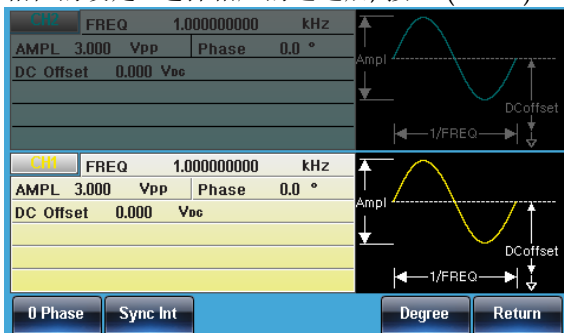 CH2 FREQ 1.000000000 kHz
AMPL 3.000 Vpp Phase 0.0 °
DC Offset 0.000 VDC
Ampl
DCoffset
1/FREQ
CH1 FREQ 1.000000000 kHz
AMPL 3.000 Vpp Phase 0.0 °
DC Offset 0.000 VDC
Ampl
DCoffset
1/FREQ
0 Phase Sync Int Degree Return